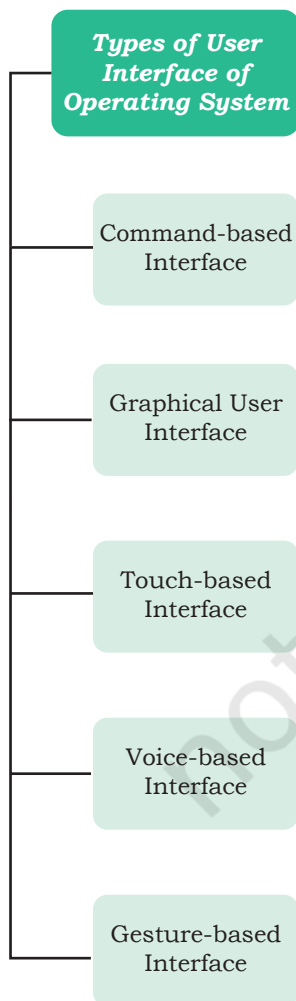 Types of User
Interface of
Operating System
Command-based
Interface
Graphical User
Interface
Touch-based
Interface
Voice-based
Interface
Gesture-based
Interface
not